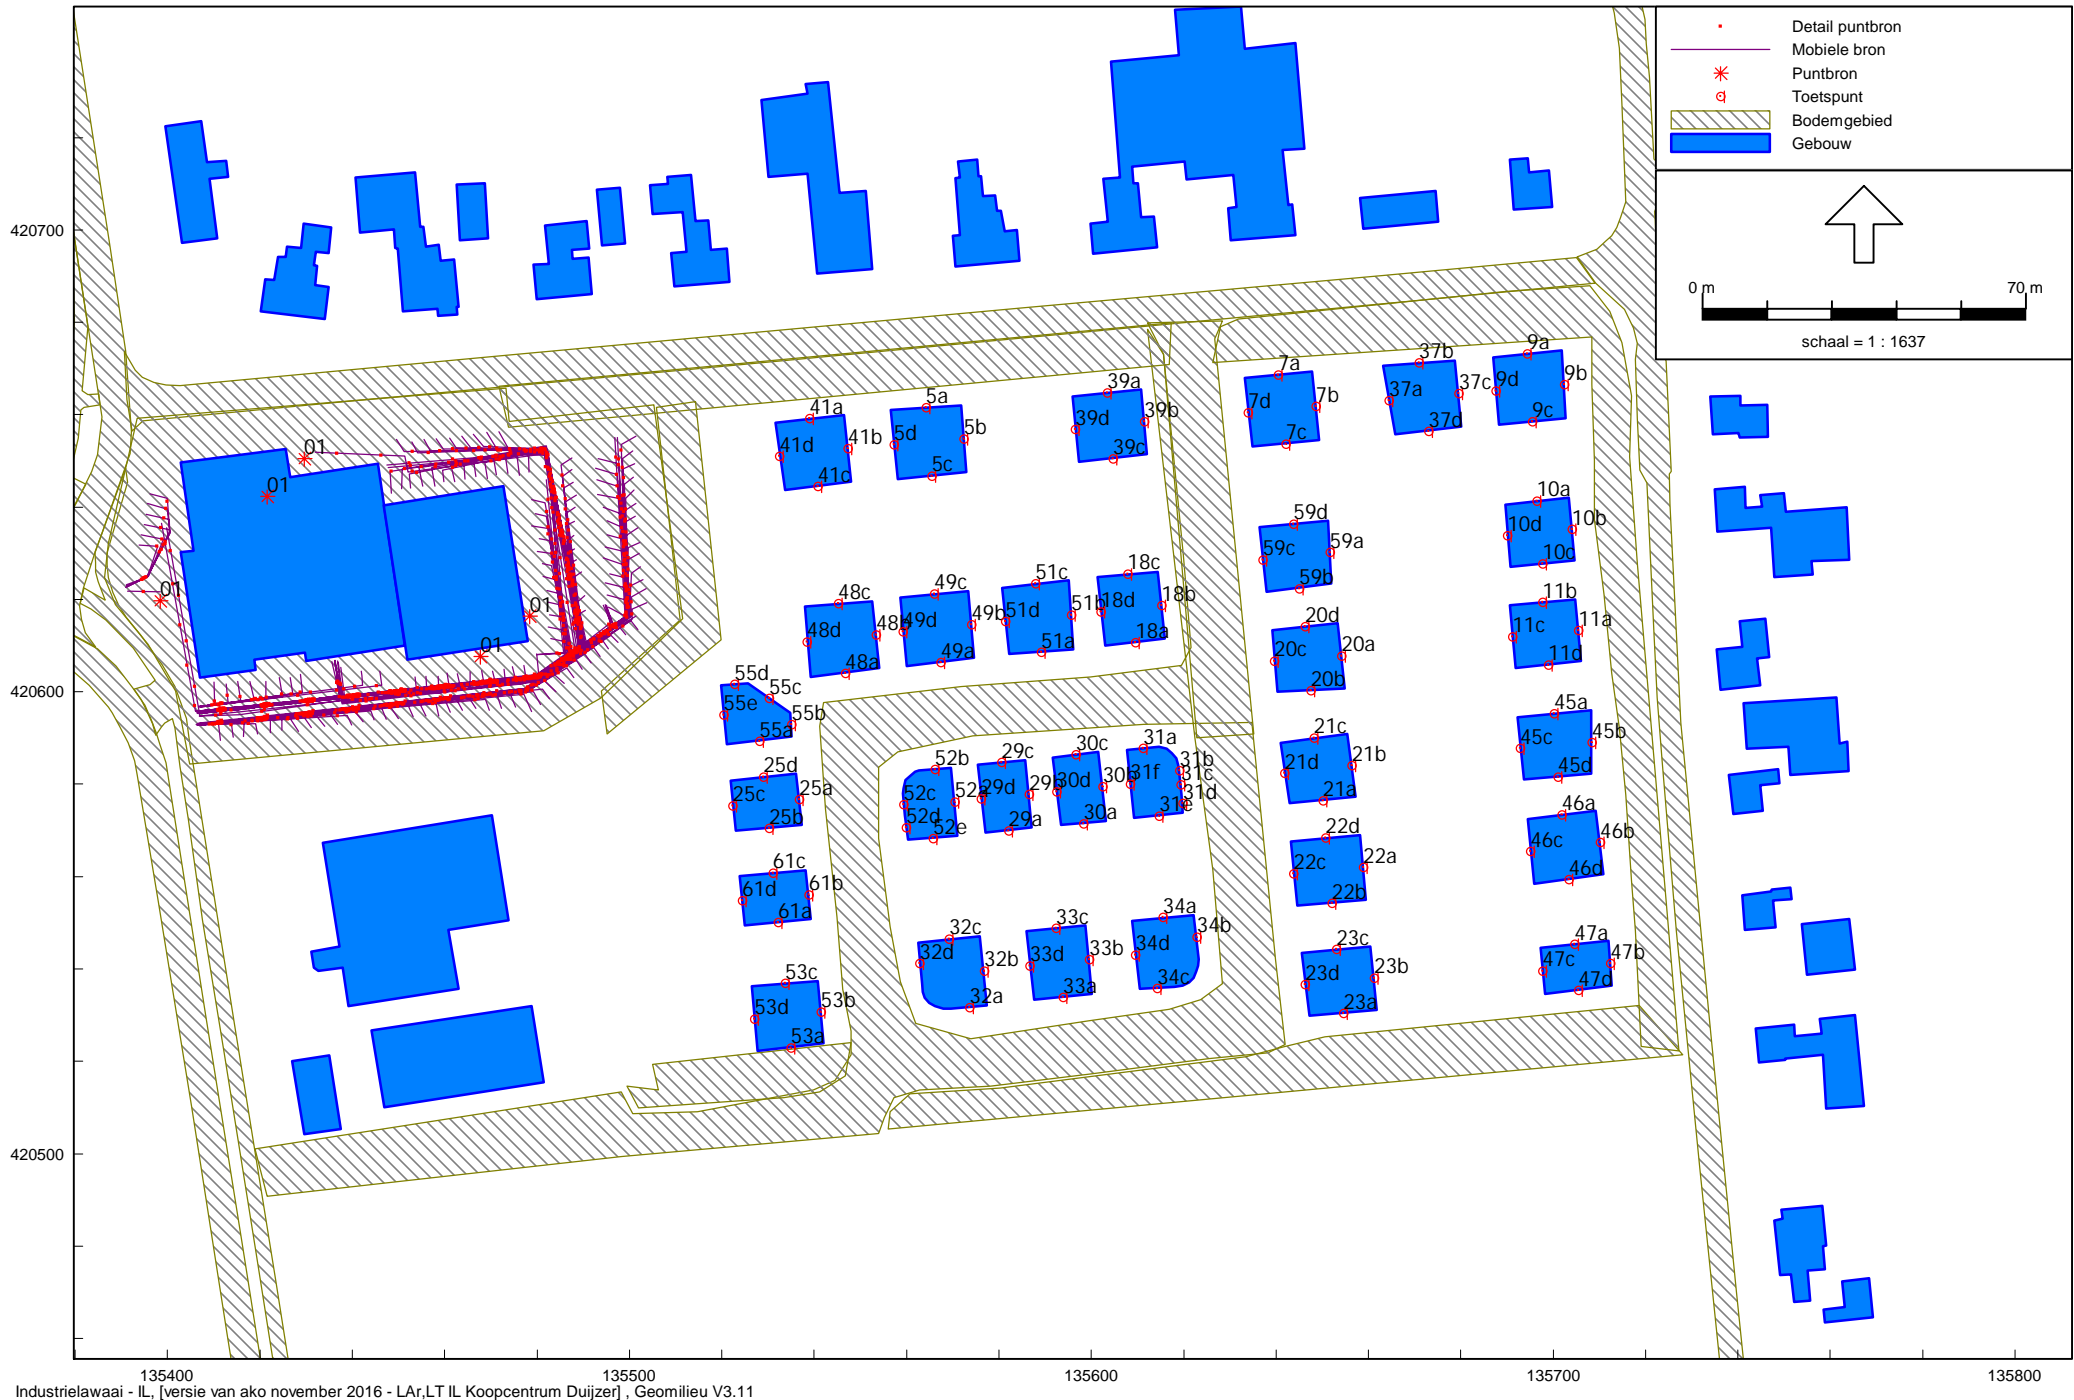 Detail puntbron
Mobiele bron
Puntbron
Toetspunt
Bodemgebied
Gebouw
0 m 70 m
schaal = 1 : 1637
420700
420600
420500
135400 135500 135600 135700 135800
01
01
01
01
01
41a
41b
41d
41c
5a
5b
5d
5c
39a
39b
39d
39c
7a
7b
7d
7c
37b
37a
37c
37d
9a
9b
9d
9c
59d
59a
59c
59b
10a
10b
10d
10c
48c
48b
48d
48a
49c
49b
49d
49a
51c
51b
51d
51a
18c
18b
18d
18a
20d
20a
20c
20b
11b
11a
11c
11d
55d
55c
55e
55b
55a
25d
25a
25c
25b
52b
52a
52c
52d
52e
29c
29b
29d
29a
30c
30b
30d
30a
31a
31b
31c
31d
31f
31e
21c
21b
21d
21a
45a
45b
45c
45d
61c
61b
61d
61a
22d
22a
22c
22b
46a
46b
46c
46d
32c
32d
32b
32a
33c
33b
33d
33a
34a
34b
34d
34c
53c
53b
53d
53a
23c
23b
23d
23a
47a
47b
47c
47d
Industrielawaai - IL, [versie van ako november 2016 - LAr,LT IL Koopcentrum Duijzer] , Geomilieu V3.11